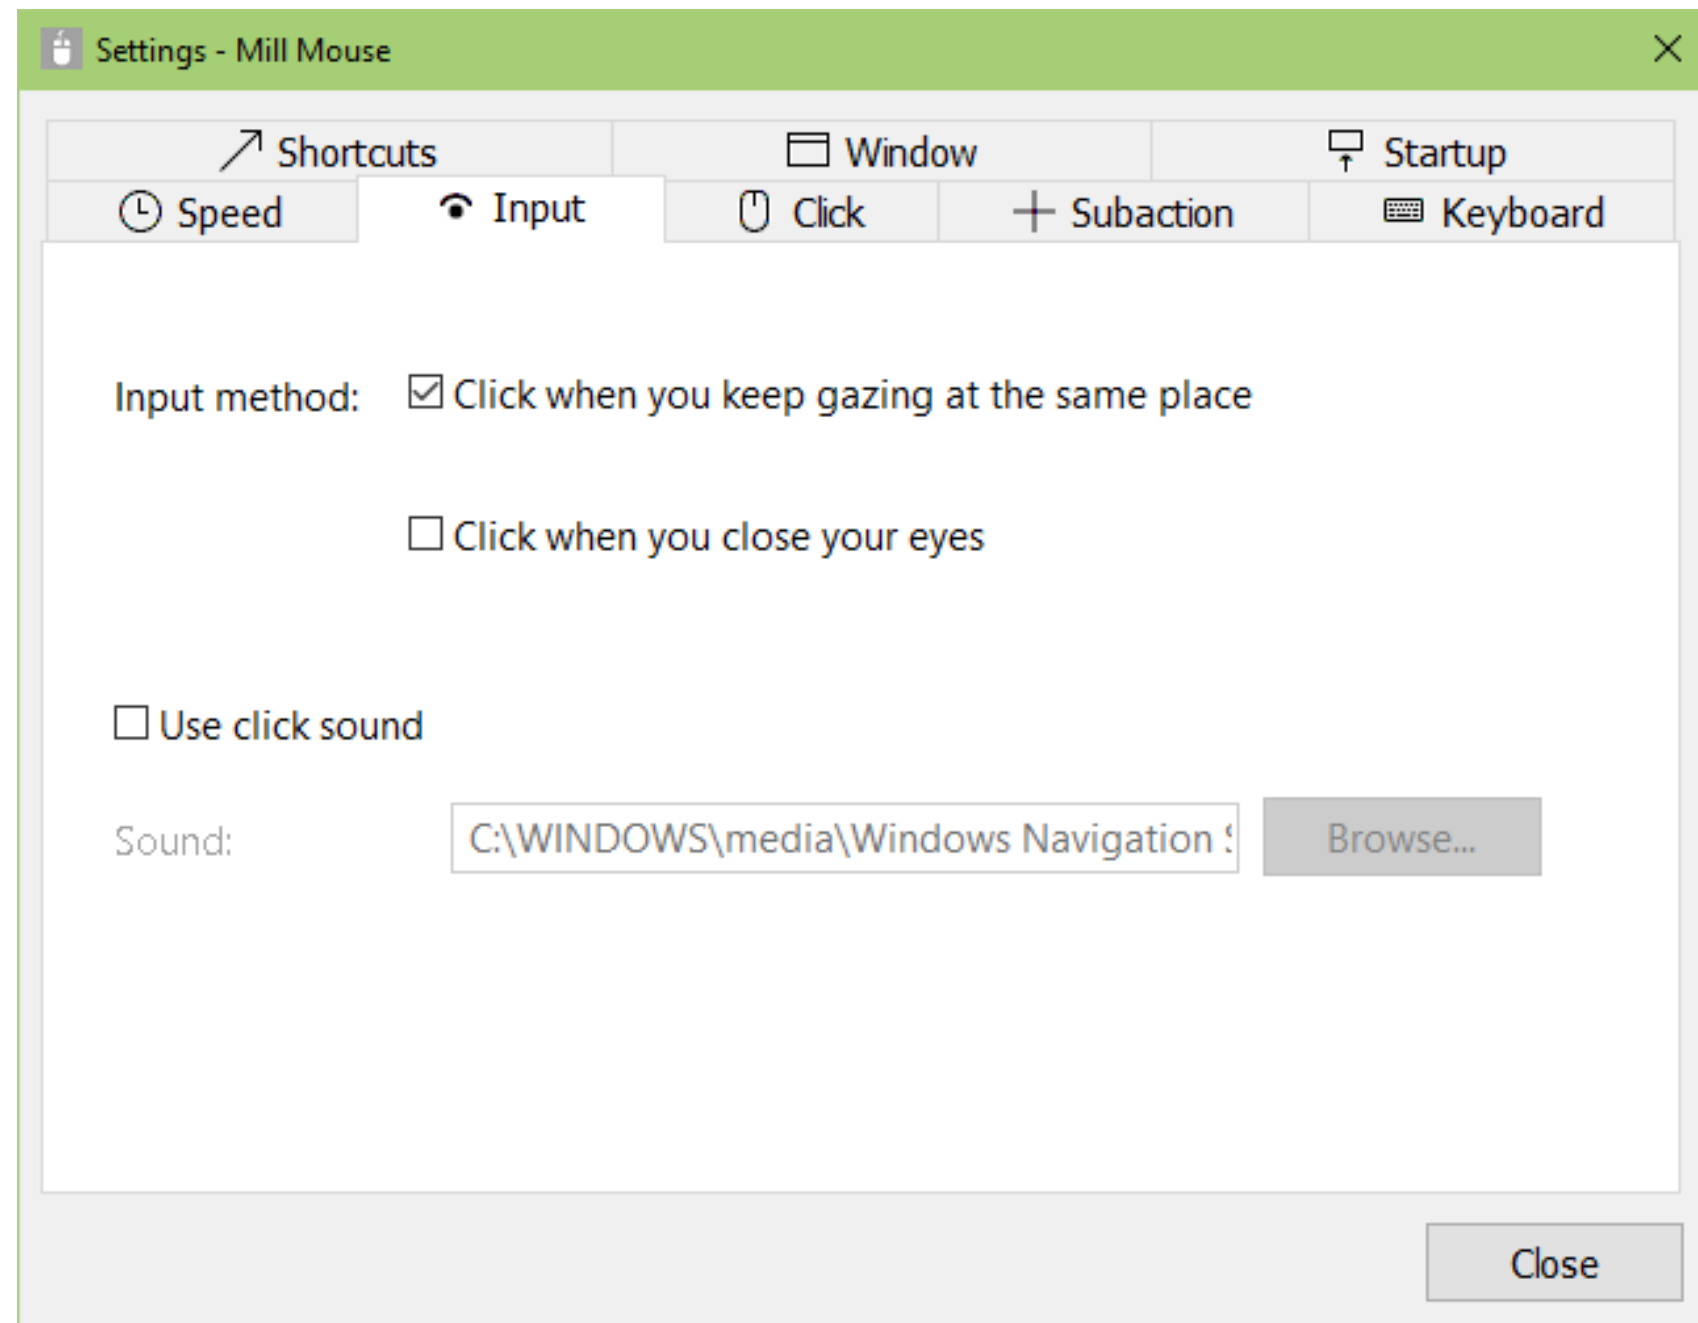 Settings - Mill Mouse
Shortcuts Window Startup
Speed Input Click Subaction Keyboard
Input method: Click when you keep gazing at the same place
Click when you close your eyes
Use click sound
Sound: C:\WINDOWS\media\Windows Navigation Browse...
Close